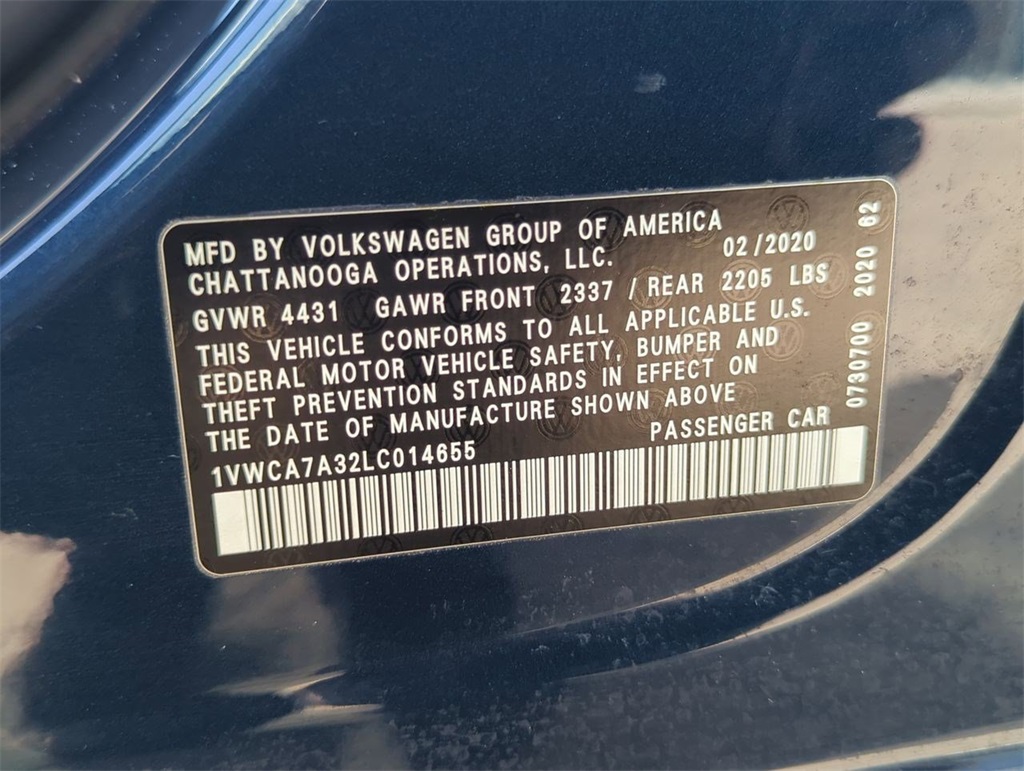 MFD BY VOLKSWAGEN GROUP OF AMERICA
CHATTANOOGA OPERATIONS, LLC. 02/2020
GVWR 4431 GAWR FRONT 2337 / REAR 2205 LBS
THIS VEHICLE CONFORMS TO ALL APPLICABLE U.S.
FEDERAL MOTOR VEHICLE SAFETY, BUMPER AND
THEFT PREVENTION STANDARDS IN EFFECT ON
THE DATE OF MANUFACTURE SHOWN ABOVE
1VWCA7A32LC014655 PASSENGER CAR
0730700 2020 62